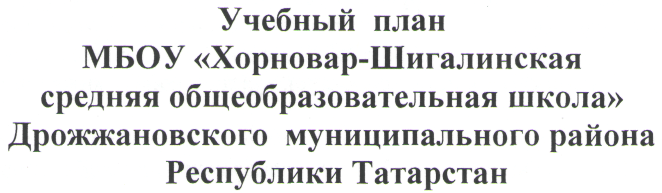 Учебный план
МБОУ «Хорновар-Шигалинская
средняя общеобразовательная школа»
Дрожжановского муниципального района
Республики Татарстан